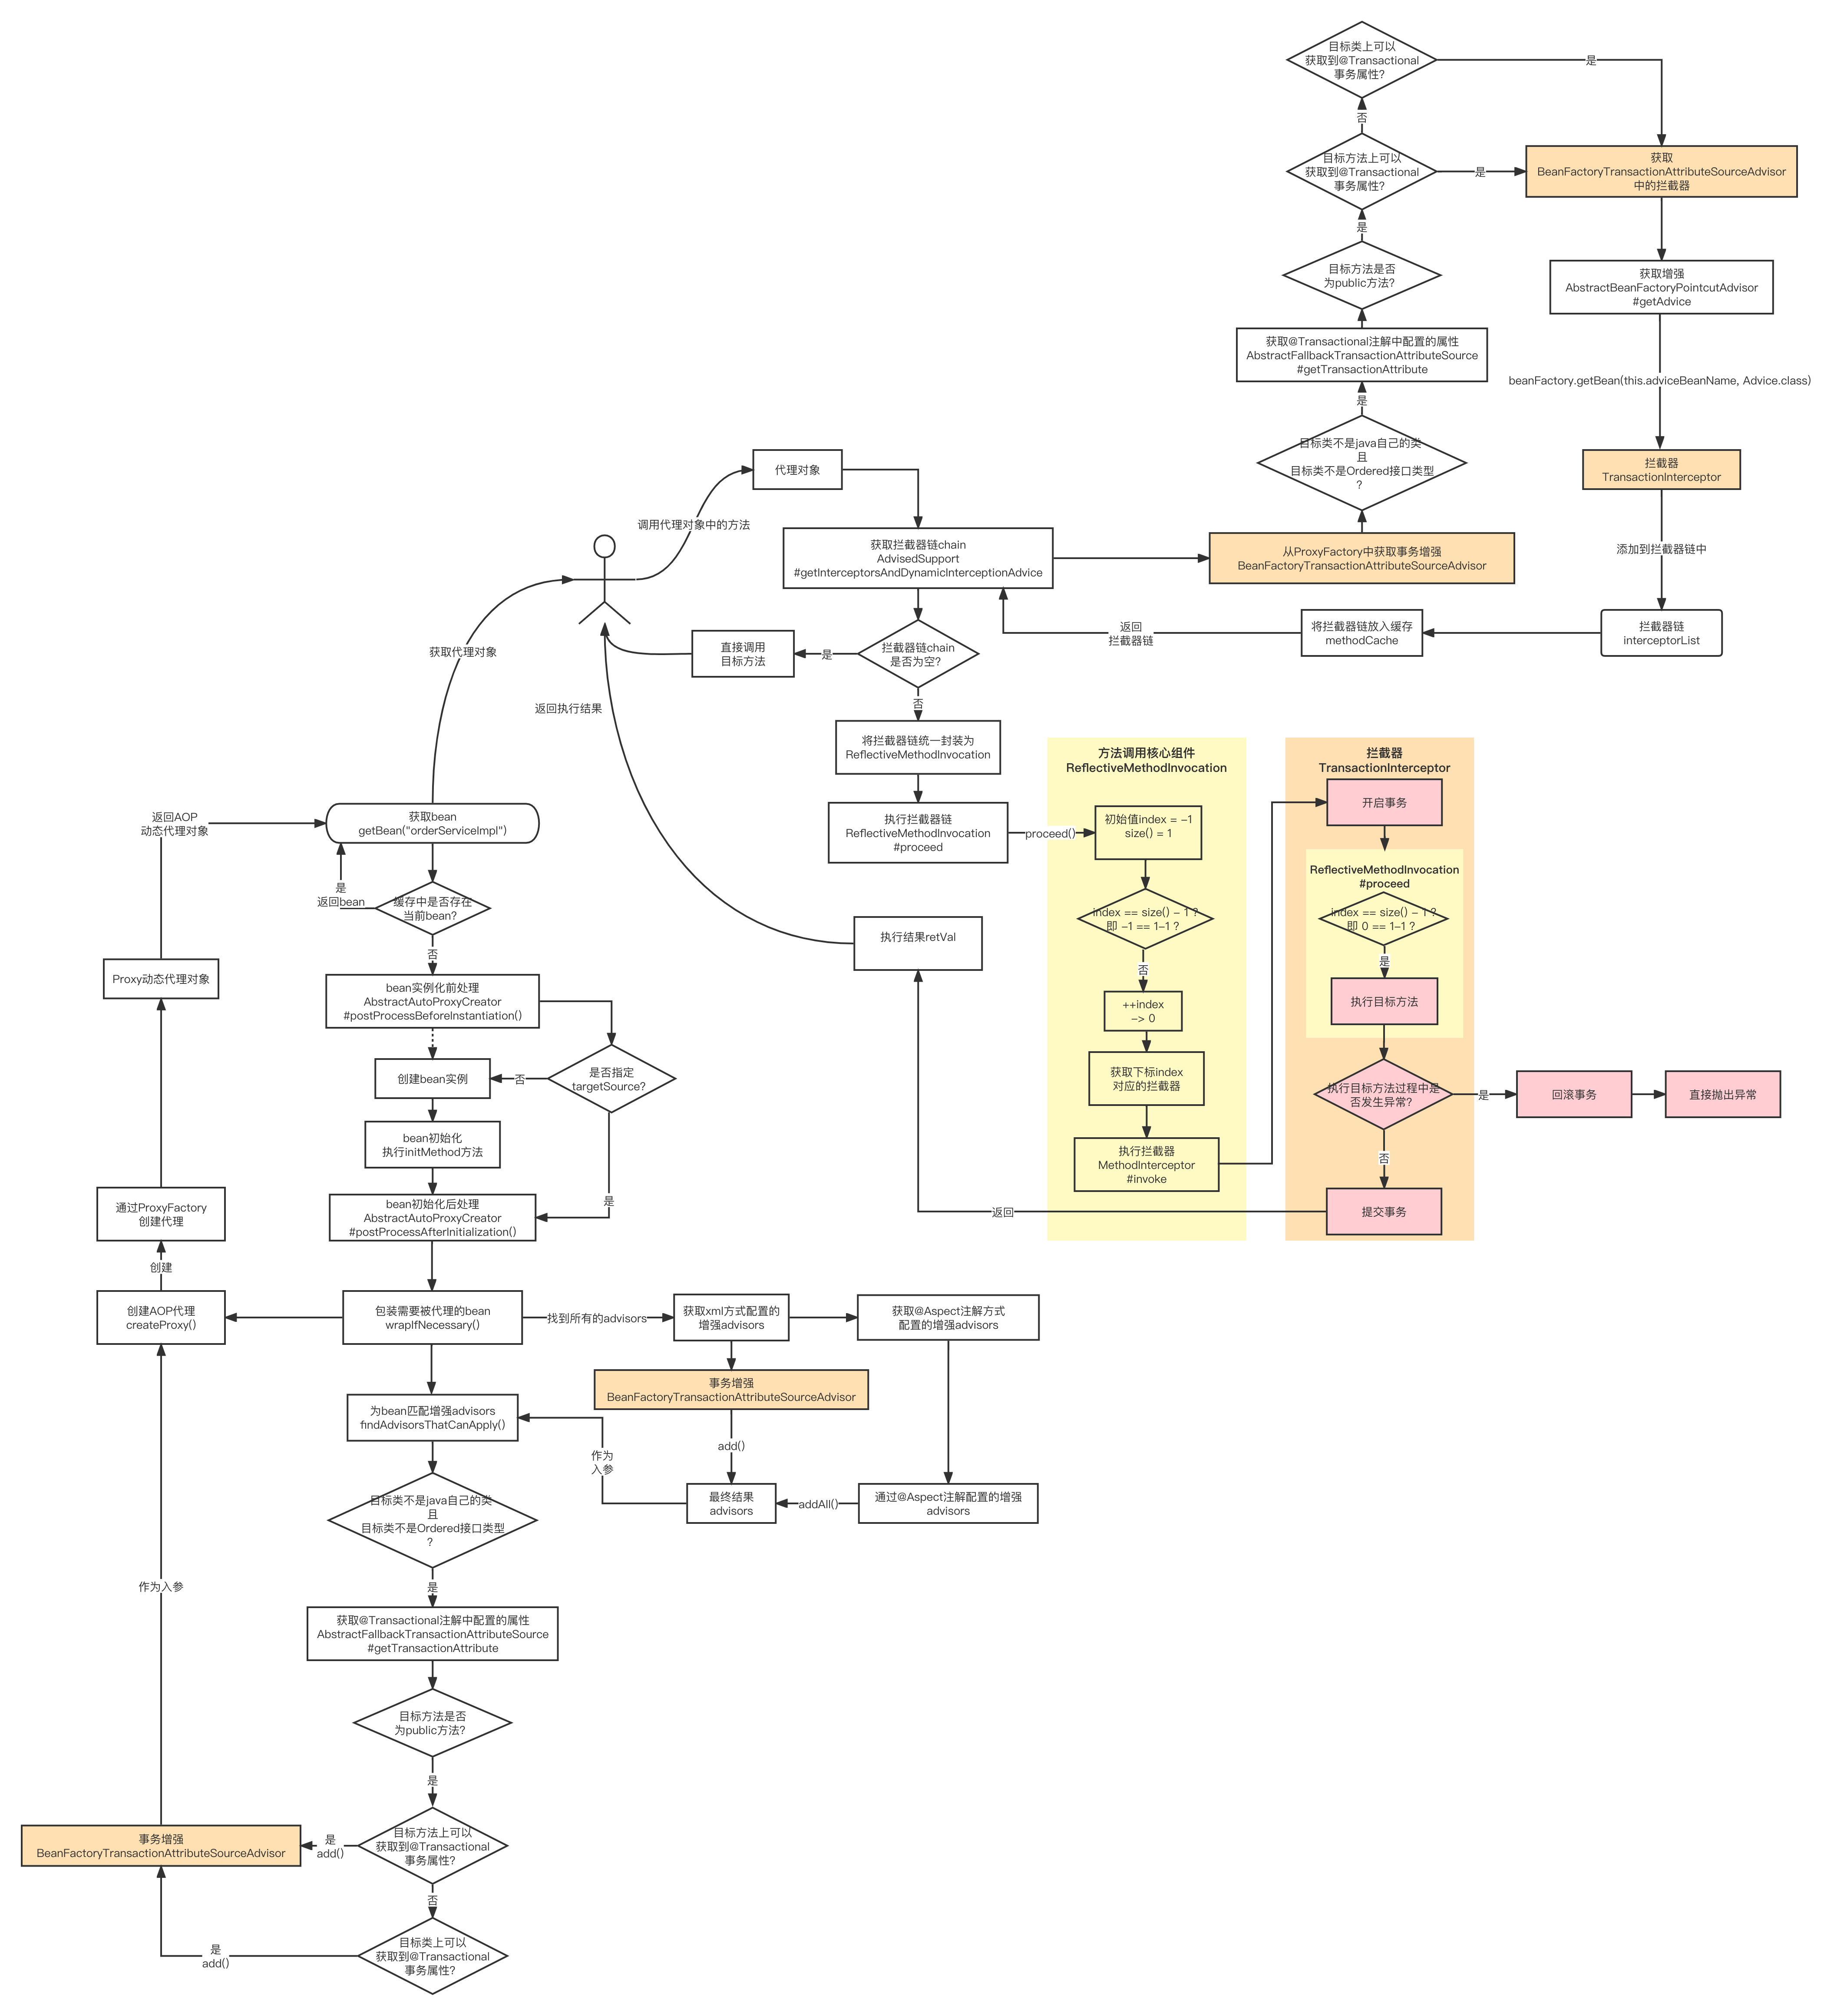 目标类上可以
获取到@Transactional
事务属性?
是
否
目标方法上可以
获取到@Transactional
事务属性?
是
获取
BeanFactoryTransactionAttributeSourceAdvisor
中的拦截器
是
目标方法是否
为public方法?
获取增强
AbstractBeanFactoryPointcutAdvisor
#getAdvice
获取@Transactional注解中配置的属性
AbstractFallbackTransactionAttributeSource
#getTransactionAttribute
beanFactory.getBean(this.adviceBeanName, Advice.class)
是
目标类不是java自己的类
且
目标类不是Ordered接口类型
?
拦截器
TransactionInterceptor
代理对象
调用代理对象中的方法
获取拦截器链chain
AdvisedSupport
#getInterceptorsAndDynamicInterceptionAdvice
从ProxyFactory中获取事务增强
BeanFactoryTransactionAttributeSourceAdvisor
添加到拦截器链中
返回
拦截器链
将拦截器链放入缓存
methodCache
拦截器链
interceptorList
获取代理对象
直接调用
目标方法
是
拦截器链chain
是否为空?
否
返回执行结果
将拦截器链统一封装为
ReflectiveMethodInvocation
执行拦截器链
ReflectiveMethodInvocation
#proceed
proceed()
方法调用核心组件
ReflectiveMethodInvocation
初始值index = -1
size() = 1
index == size() - 1 ?
即 -1 == 1-1 ?
否
++index
-> 0
获取下标index
对应的拦截器
执行拦截器
MethodInterceptor
#invoke
拦截器
TransactionInterceptor
开启事务
ReflectiveMethodInvocation
#proceed
index == size() - 1 ?
即 0 == 1-1 ?
是
执行目标方法
执行目标方法过程中是
否发生异常?
是
回滚事务
直接抛出异常
否
提交事务
返回
执行结果retVal
返回AOP
动态代理对象
获取bean
getBean("orderServiceImpl")
是
返回bean
缓存中是否存在
当前bean?
否
Proxy动态代理对象
bean实例化前处理
AbstractAutoProxyCreator
#postProcessBeforeInstantiation()
创建bean实例
否
是否指定
targetSource?
bean初始化
执行initMethod方法
是
通过ProxyFactory
创建代理
bean初始化后处理
AbstractAutoProxyCreator
#postProcessAfterInitialization()
创建
创建AOP代理
createProxy()
包装需要被代理的bean
wrapIfNecessary()
找到所有的advisors
获取xml方式配置的
增强advisors
获取@Aspect注解方式
配置的增强advisors
事务增强
BeanFactoryTransactionAttributeSourceAdvisor
为bean匹配增强advisors
findAdvisorsThatCanApply()
add()
作为
入参
最终结果
advisors
addAll()
通过@Aspect注解配置的增强
advisors
目标类不是java自己的类
且
目标类不是Ordered接口类型
?
作为入参
是
获取@Transactional注解中配置的属性
AbstractFallbackTransactionAttributeSource
#getTransactionAttribute
目标方法是否
为public方法?
是
事务增强
BeanFactoryTransactionAttributeSourceAdvisor
是
add()
目标方法上可以
获取到@Transactional
事务属性?
否
是
add()
目标类上可以
获取到@Transactional
事务属性?